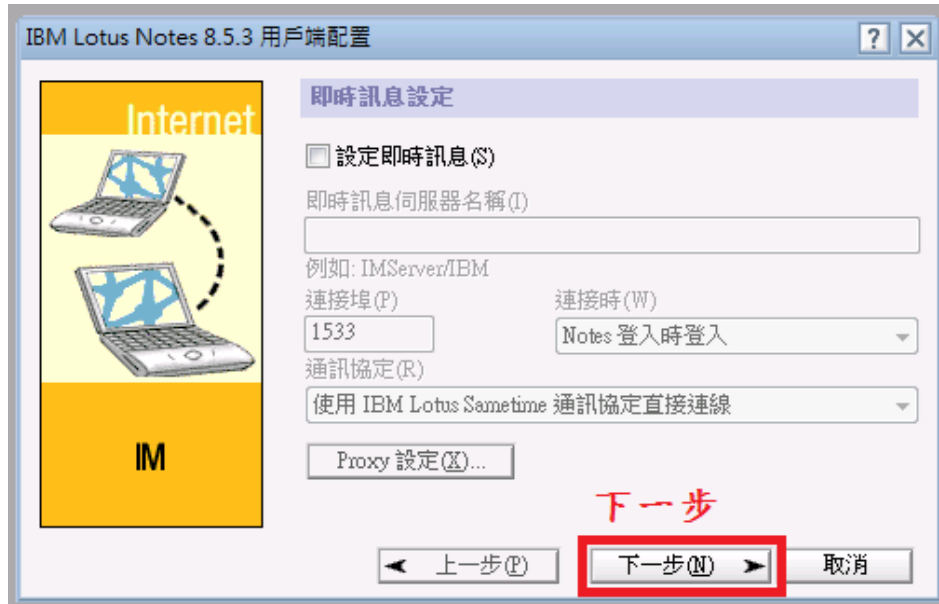 IBM Lotus Notes 8.5.3 用戶端配置
Internet
IM
即時訊息設定
設定即時訊息(S)
即時訊息伺服器名稱(I)
例如: IMServer/IBM
連接埠(P) 連接時(W)
1533 Notes 登入時登入
通訊協定(R)
使用 IBM Lotus Sametime 通訊協定直接連線
Proxy 設定(X)...
下一步
上一步(P) 下一步(N) 取消